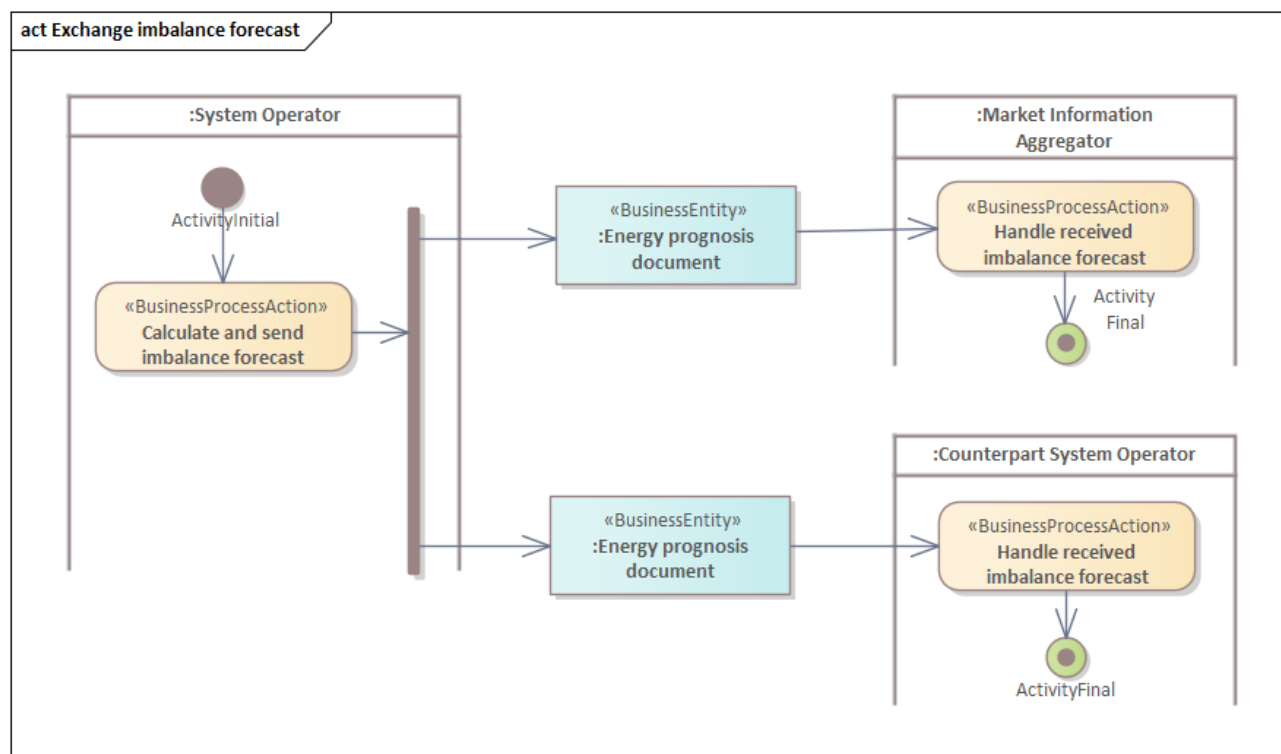 act Exchange imbalance forecast
:System Operator
ActivityInitial
«BusinessProcessAction»
Calculate and send
imbalance forecast
«BusinessEntity»
:Energy prognosis
document
:Market Information
Aggregator
«BusinessProcessAction»
Handle received
imbalance forecast
Activity
Final
«BusinessEntity»
:Energy prognosis
document
:Counterpart System Operator
«BusinessProcessAction»
Handle received
imbalance forecast
ActivityFinal